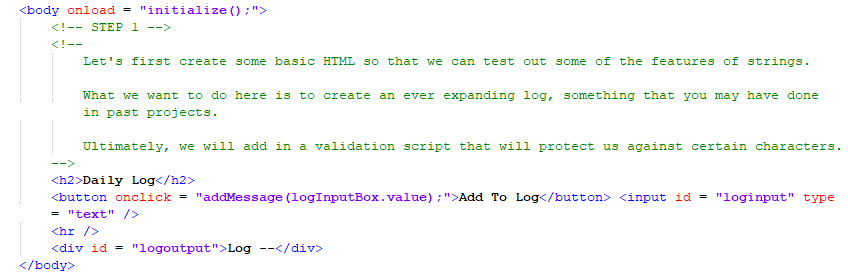 <body onload = "initialize();">
<!-- STEP 1 -->
<!--
Let's first create some basic HTML so that we can test out some of the features of strings.
What we want to do here is to create an ever expanding log, something that you may have done
in past projects.
Ultimately, we will add in a validation script that will protect us against certain characters.
-->
<h2>Daily Log</h2>
<button onclick = "addMessage(logInputBox.value);">Add To Log</button> <input id = "loginput" type
= "text" />
<hr />
<div id = "logoutput">Log --</div>
</body>